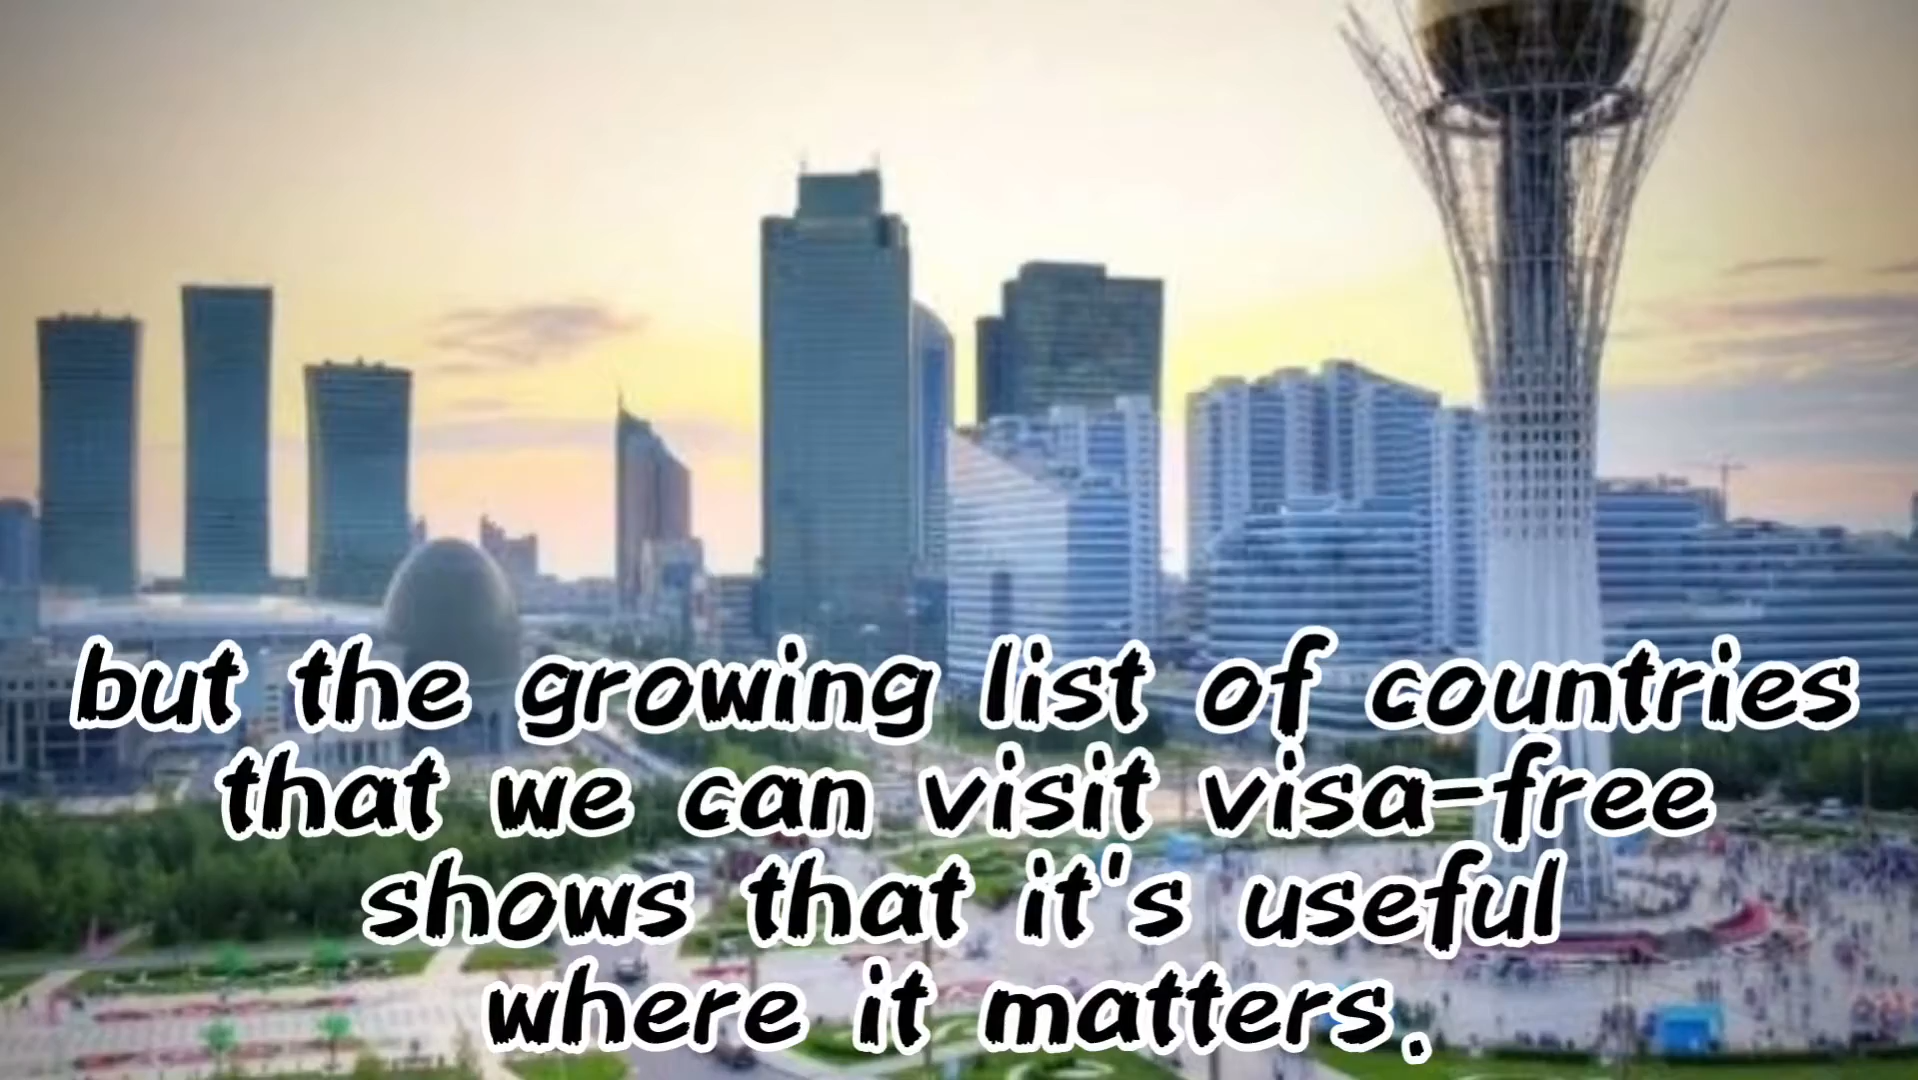 but the growing list of countries
that we can visit visa-free
shows that it's useful
where it matters.